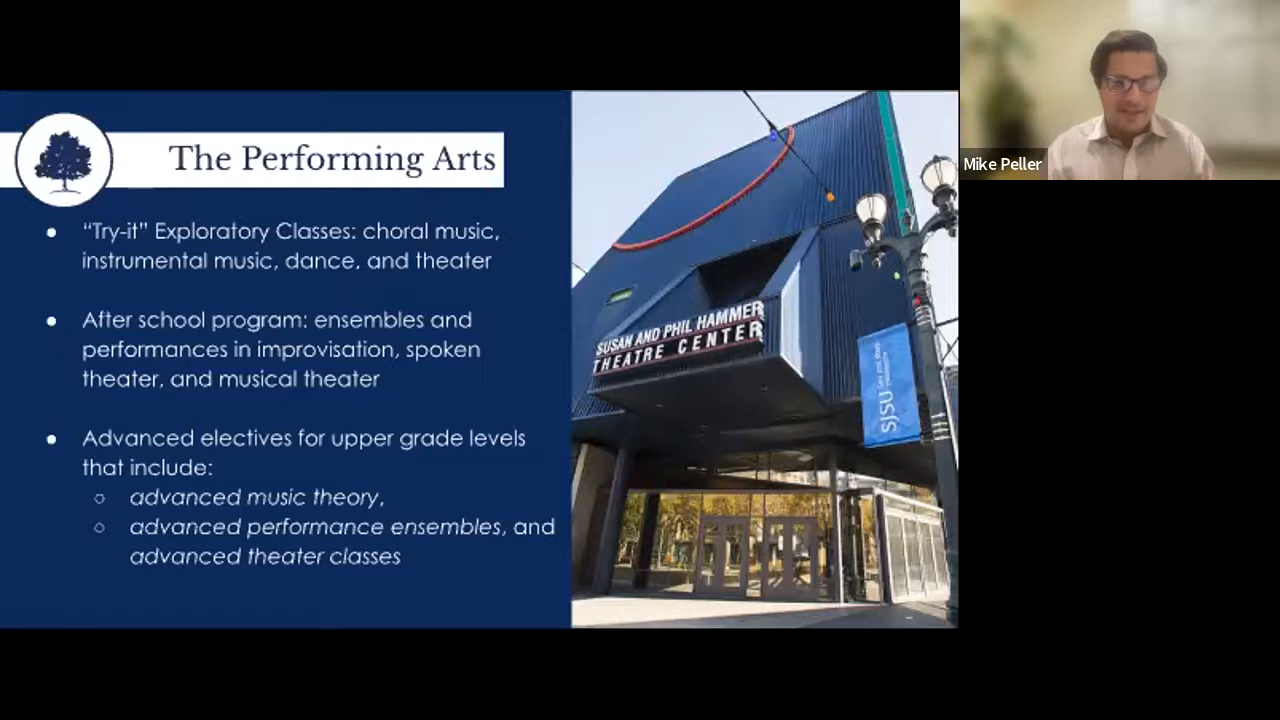 The Performing Arts
● “Try-it” Exploratory Classes: choral music,
instrumental music, dance, and theater
● After school program: ensembles and
performances in improvisation, spoken
theater, and musical theater
● Advanced electives for upper grade levels
that include:
○ advanced music theory,
○ advanced performance ensembles, and
advanced theater classes
SUSAN AND PHIL HAMMER
THEATRE CENTER
SJSU
Mike Peller